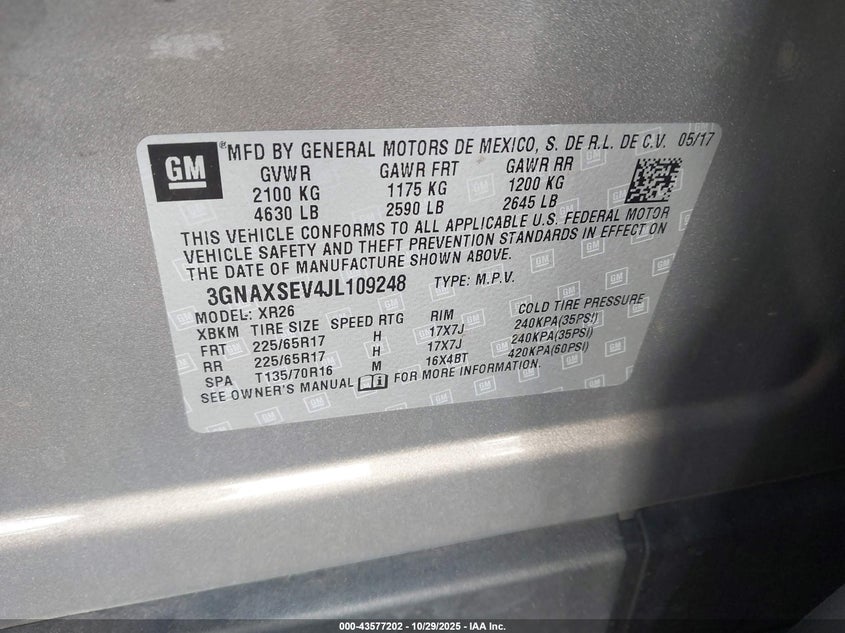 GM ® MFD BY GENERAL MOTORS DE MEXICO, S. DE R.L. DE C.V. 05/17
GVWR GAWR FRT GAWR RR
2100 KG 1175 KG 1200 KG
4630 LB 2590 LB 2645 LB
THIS VEHICLE CONFORMS TO ALL APPLICABLE U.S. FEDERAL MOTOR
VEHICLE SAFETY AND THEFT PREVENTION STANDARDS IN EFFECT ON
THE DATE OF MANUFACTURE SHOWN ABOVE.
3GNAXSEV4JL109248 TYPE: M.P.V.
MODEL: XR26
XBKM TIRE SIZE SPEED RTG RIM COLD TIRE PRESSURE
FRT 225/65R17 H 17X7J 240KPA(35PSI)
RR 225/65R17 H 17X7J 240KPA(35PSI)
SPA T135/70R16 M 16X4BT 420KPA(60PSI)
SEE OWNER'S MANUAL FOR MORE INFORMATION.
000-43577202 - 10/29/2025 - IAA Inc.